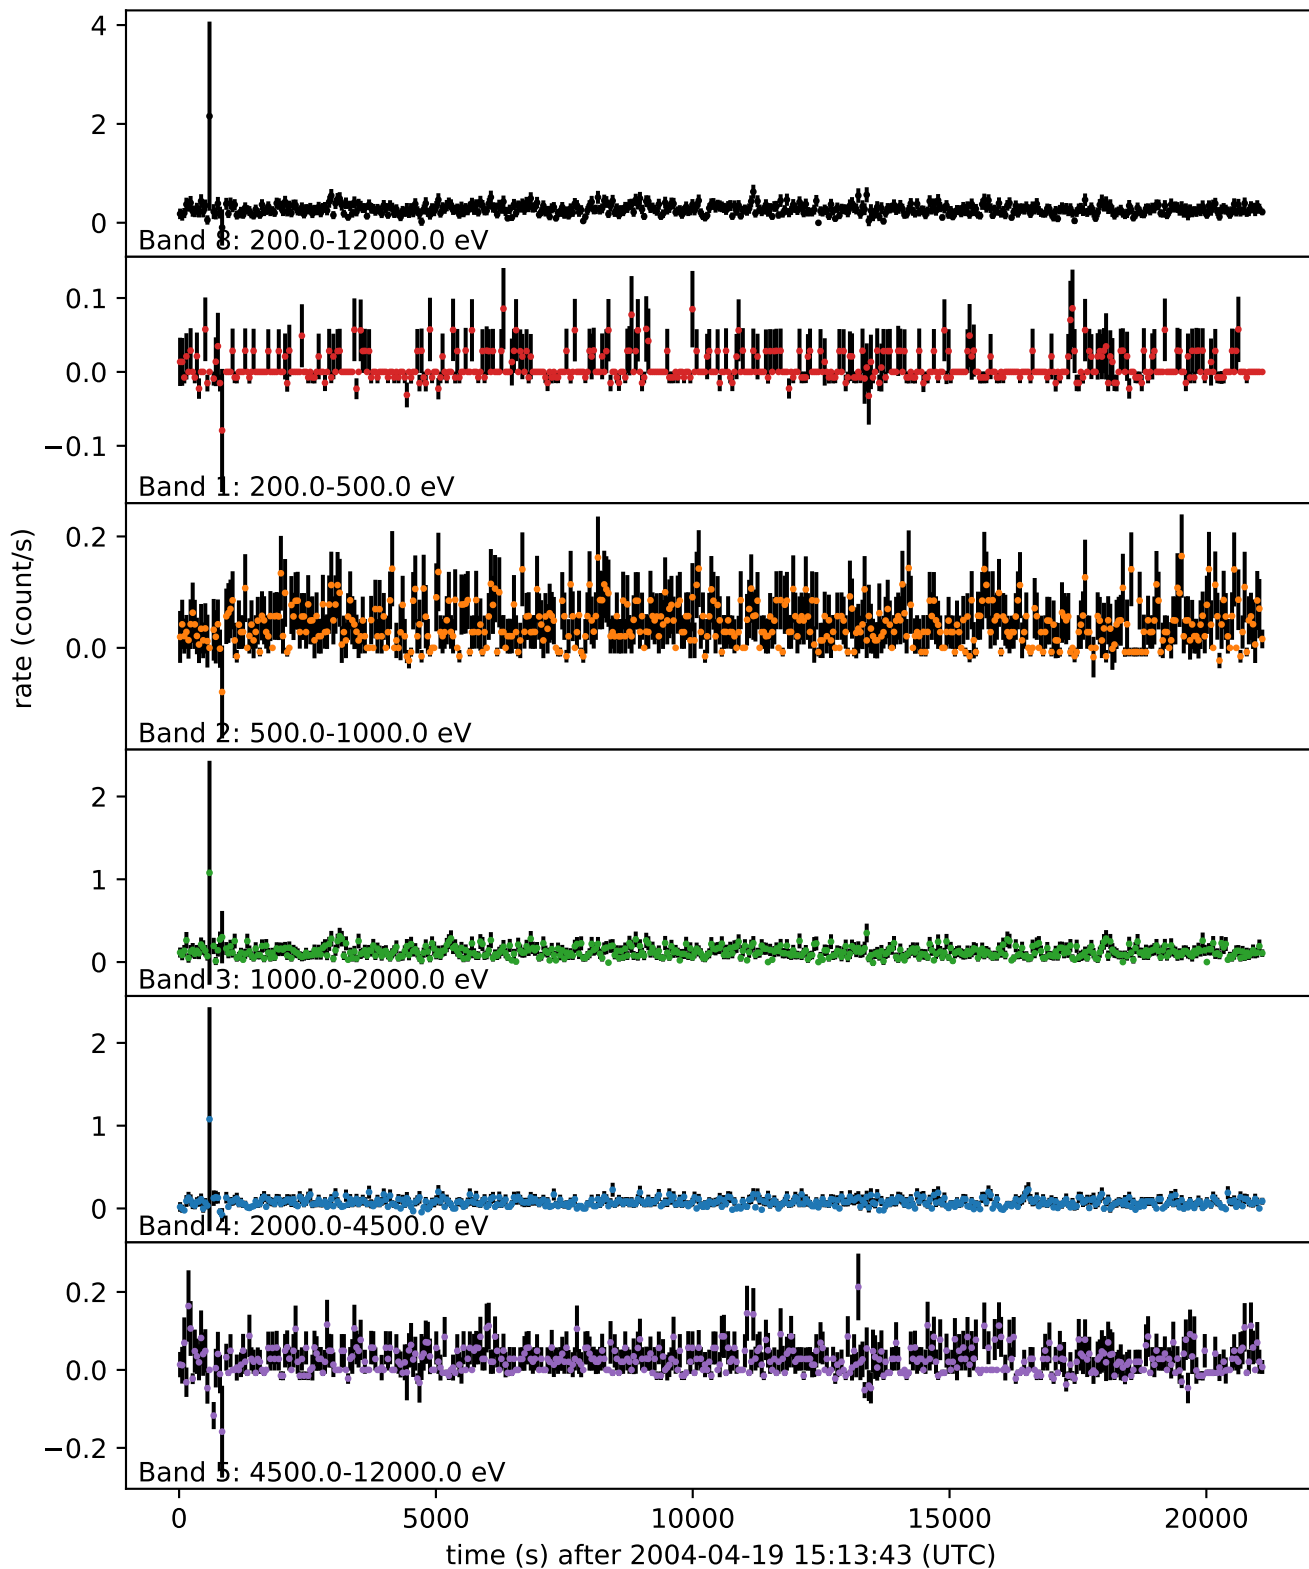 4
2
0
Band 8: 200.0-12000.0 eV
0.1
0.0
−0.1
Band 1: 200.0-500.0 eV
rate (count/s)
0.2
0.0
Band 2: 500.0-1000.0 eV
2
1
0
Band 3: 1000.0-2000.0 eV
2
1
0
Band 4: 2000.0-4500.0 eV
0.2
0.0
−0.2
Band 5: 4500.0-12000.0 eV
0 5000 10000 15000 20000
time (s) after 2004-04-19 15:13:43 (UTC)